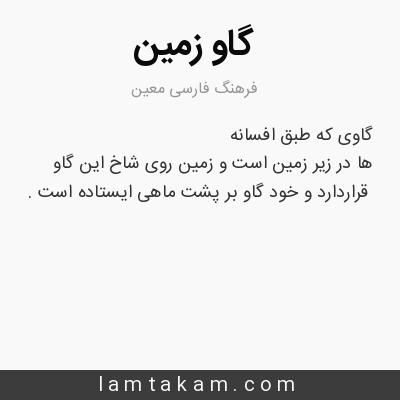 گاو زمین
فرهنگ فارسی معین
گاوی که طبق افسانه
ها در زیر زمین است و زمین روی شاخ این گاو
قراردارد و خود گاو بر پشت ماهی ایستاده است .
lamtakam.com